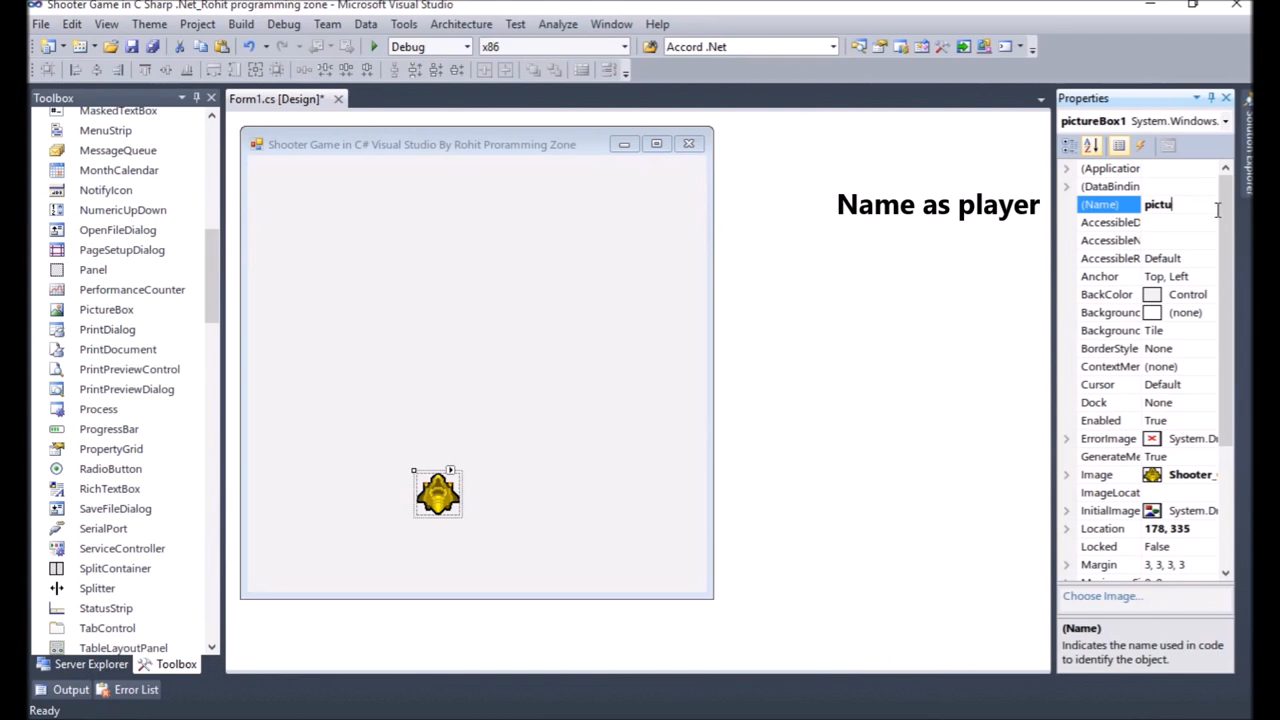 Shooter Game in C Sharp .Net_Rohit programming zone - Microsoft Visual Studio
File Edit View Theme Project Build Debug Team Data Tools Architecture Test Analyze Window Help
Debug x86 Accord .Net
Toolbox
MaskedTextBox
MenuStrip
MessageQueue
MonthCalendar
NotifyIcon
NumericUpDown
OpenFileDialog
PageSetupDialog
Panel
PerformanceCounter
PictureBox
PrintDialog
PrintDocument
PrintPreviewControl
PrintPreviewDialog
Process
ProgressBar
PropertyGrid
RadioButton
RichTextBox
SaveFileDialog
SerialPort
ServiceController
SplitContainer
Splitter
StatusStrip
TabControl
TableLayoutPanel
Server Explorer Toolbox
Output Error List
Ready
Form1.cs [Design]*
Shooter Game in C# Visual Studio By Rohit Proramming Zone
Name as player
Properties
pictureBox1 System.Windows.
(Application
(DataBindin
(Name) pictu
AccessibleD
AccessibleN
AccessibleR Default
Anchor Top, Left
BackColor Control
Backgrounc (none)
Backgrounc Tile
BorderStyle None
ContextMer (none)
Cursor Default
Dock None
Enabled True
ErrorImage System.Di
GenerateMe True
Image Shooter_
ImageLocat
InitialImage System.Di
Location 178, 335
Locked False
Margin 3, 3, 3, 3
Choose Image...
(Name)
Indicates the name used in code
to identify the object.
Solution Explorer